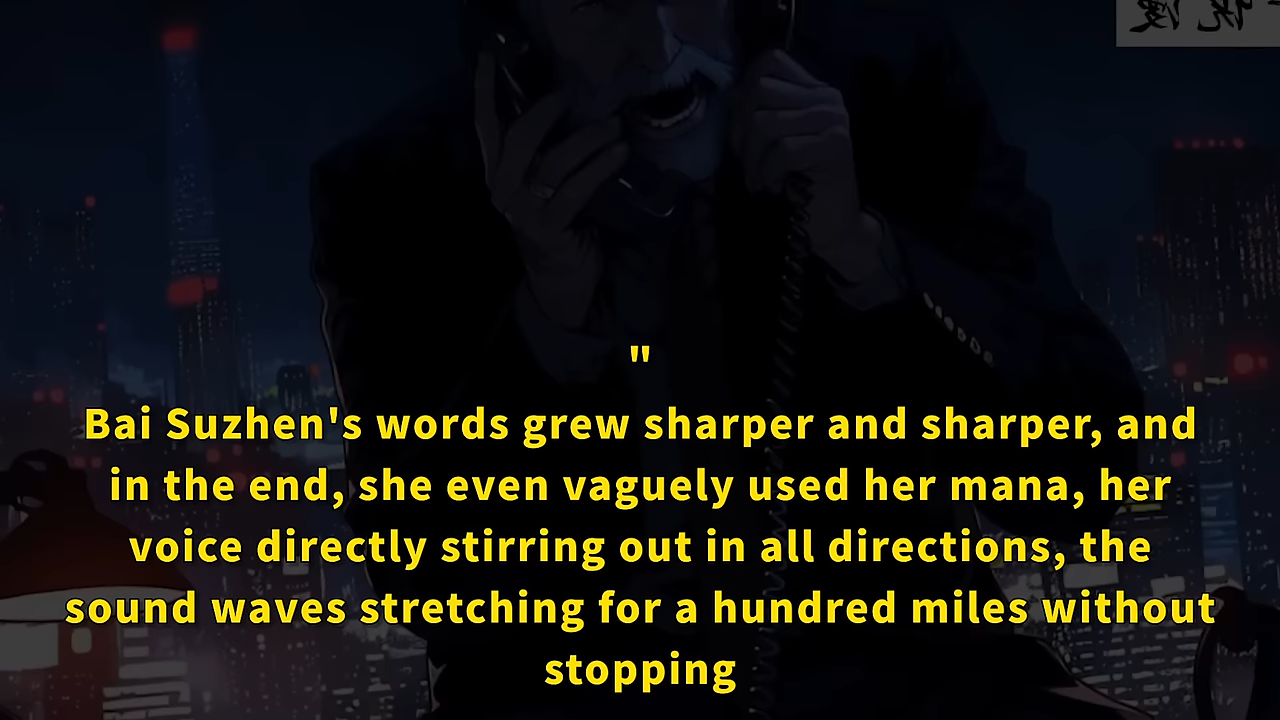 "
Bai Suzhen's words grew sharper and sharper, and
in the end, she even vaguely used her mana, her
voice directly stirring out in all directions, the
sound waves stretching for a hundred miles without
stopping